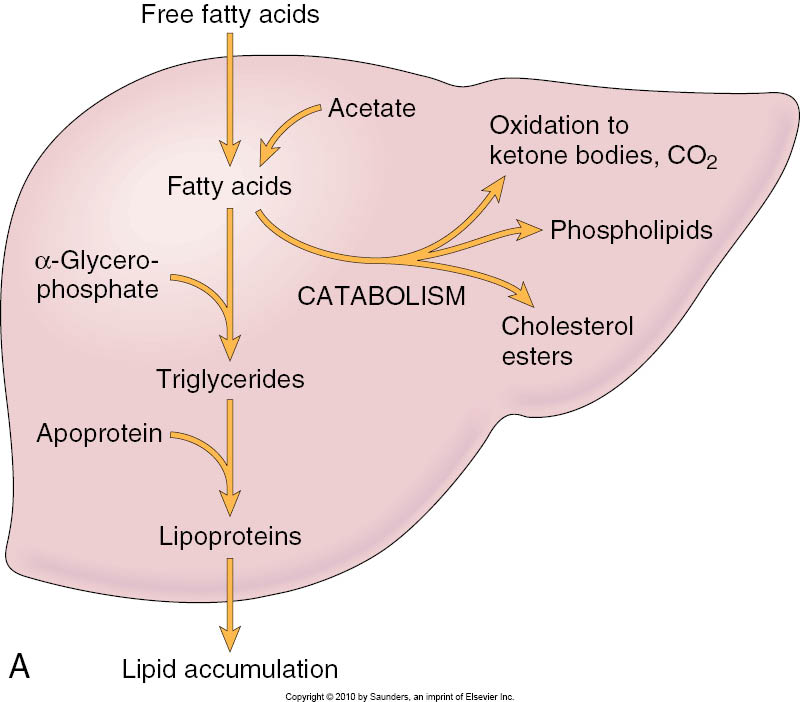 Free fatty acids
Acetate
Oxidation to
ketone bodies, CO₂
Fatty acids
Phospholipids
α-Glycero-
phosphate
CATABOLISM
Cholesterol
esters
Triglycerides
Apoprotein
Lipoproteins
A
Lipid accumulation
Copyright © 2010 by Saunders, an imprint of Elsevier Inc.